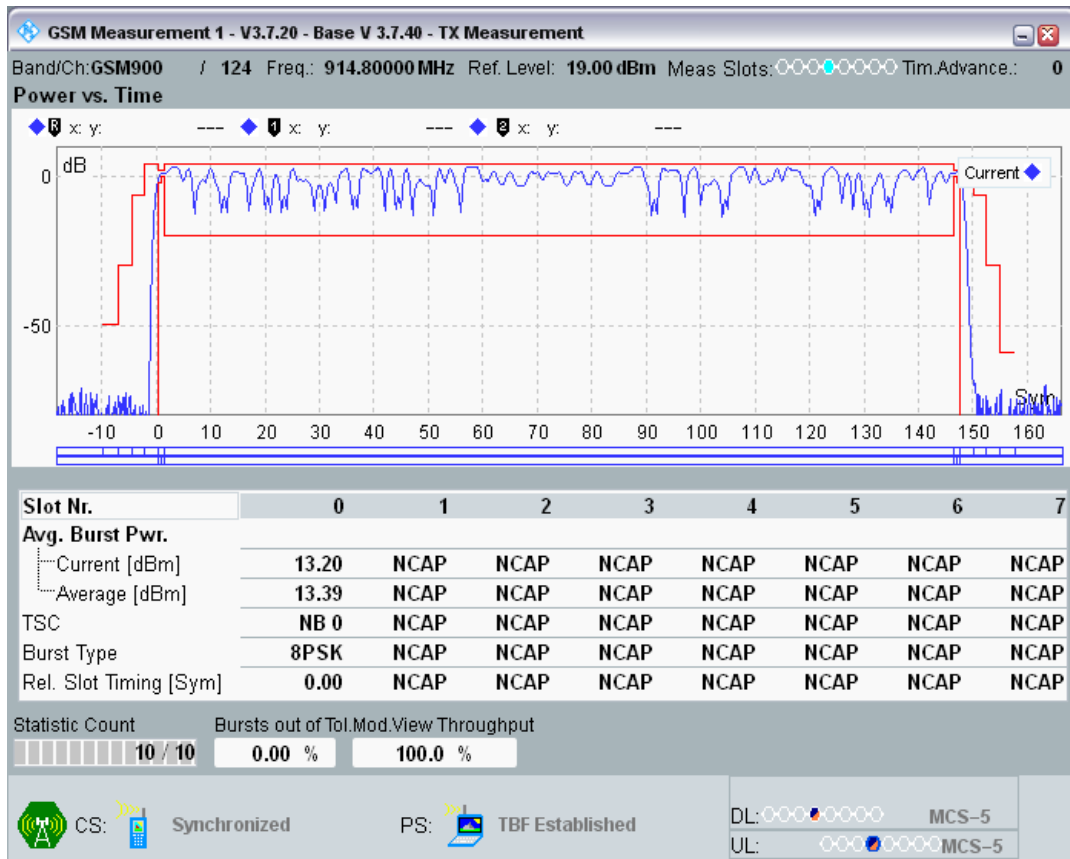 GSM Measurement 1 - V3.7.20 - Base V 3.7.40 - TX Measurement
Band/Ch:GSM900 / 124 Freq.: 914.80000 MHz Ref. Level: 19.00 dBm Meas Slots: Tim.Advance.: 0
Power vs. Time
R x: y: --- 1 x: y: --- 2 x: y: ---
dB
Current
0
-50
Sym
-10 0 10 20 30 40 50 60 70 80 90 100 110 120 130 140 150 160
Slot Nr. 0 1 2 3 4 5 6 7
Avg. Burst Pwr.
Current [dBm] 13.20 NCAP NCAP NCAP NCAP NCAP NCAP NCAP
Average [dBm] 13.39 NCAP NCAP NCAP NCAP NCAP NCAP NCAP
TSC NB 0 NCAP NCAP NCAP NCAP NCAP NCAP NCAP
Burst Type 8PSK NCAP NCAP NCAP NCAP NCAP NCAP NCAP
Rel. Slot Timing [Sym] 0.00 NCAP NCAP NCAP NCAP NCAP NCAP NCAP
Statistic Count Bursts out of Tol.Mod.View Throughput
10 / 10 0.00 % 100.0 %
CS: Synchronized PS: TBF Established DL: MCS-5
UL: MCS-5